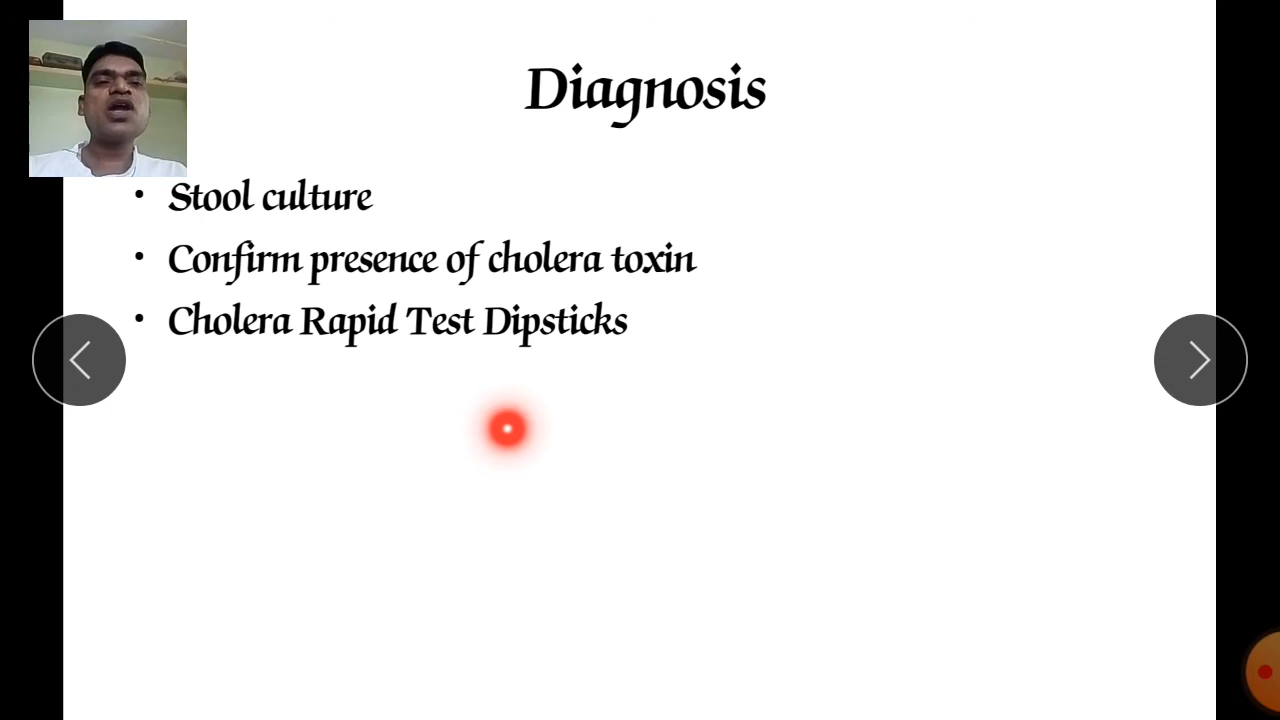 Diagnosis
• Stool culture
• Confirm presence of cholera toxin
• Cholera Rapid Test Dipsticks